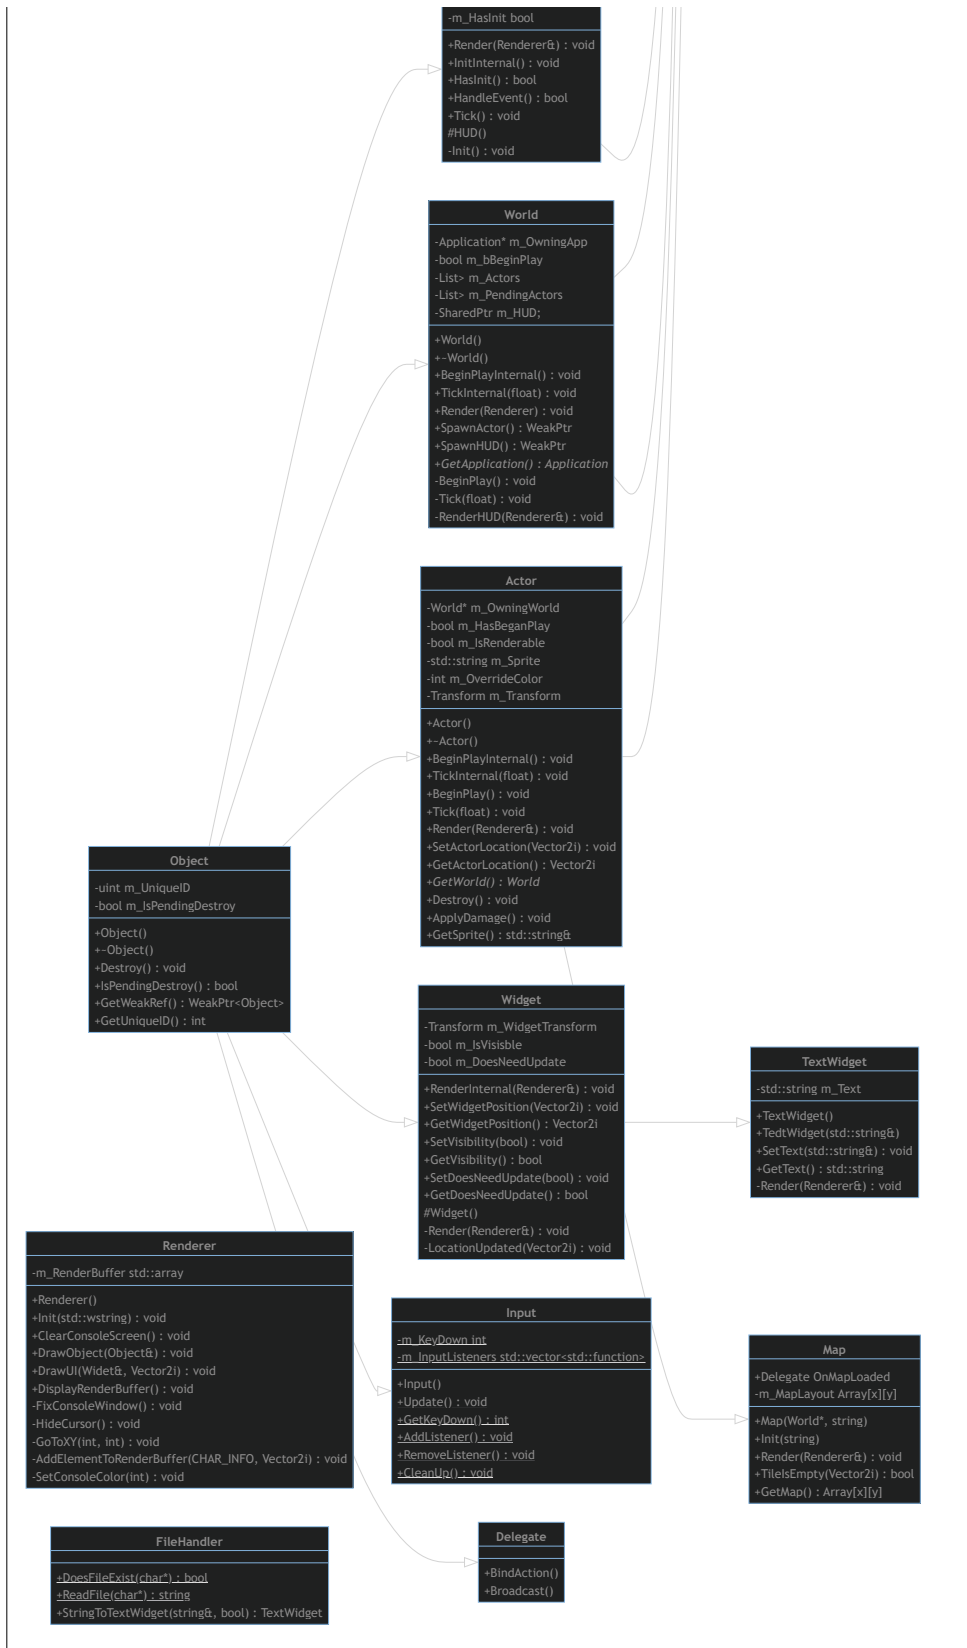 -m_HasInit bool
+Render(Renderer&) : void
+InitInternal() : void
+HasInit() : bool
+HandleEvent() : bool
+Tick() : void
#HUD()
-Init() : void
World
-Application* m_OwningApp
-bool m_bBeginPlay
-List> m_Actors
-List> m_PendingActors
-SharedPtr m_HUD;
+World()
+~World()
+BeginPlayInternal() : void
+TickInternal(float) : void
+Render(Renderer) : void
+SpawnActor() : WeakPtr
+SpawnHUD() : WeakPtr
+GetApplication() : Application
-BeginPlay() : void
-Tick(float) : void
-RenderHUD(Renderer&) : void
Actor
-World* m_OwningWorld
-bool m_HasBeganPlay
-bool m_IsRenderable
-std::string m_Sprite
-int m_OverrideColor
-Transform m_Transform
+Actor()
+~Actor()
+BeginPlayInternal() : void
+TickInternal(float) : void
+BeginPlay() : void
+Tick(float) : void
+Render(Renderer&) : void
+SetActorLocation(Vector2i) : void
+GetActorLocation() : Vector2i
+GetWorld() : World
+Destroy() : void
+ApplyDamage() : void
+GetSprite() : std::string&
Object
-uint m_UniqueID
-bool m_IsPendingDestroy
+Object()
+~Object()
+Destroy() : void
+IsPendingDestroy() : bool
+GetWeakRef() : WeakPtr<Object>
+GetUniqueID() : int
Widget
-Transform m_WidgetTransform
-bool m_IsVisisble
-bool m_DoesNeedUpdate
+RenderInternal(Renderer&) : void
+SetWidgetPosition(Vector2i) : void
+GetWidgetPosition() : Vector2i
+SetVisibility(bool) : void
+GetVisibility() : bool
+SetDoesNeedUpdate(bool) : void
+GetDoesNeedUpdate() : bool
#Widget()
-Render(Renderer&) : void
-LocationUpdated(Vector2i) : void
TextWidget
-std::string m_Text
+TextWidget()
+TedtWidget(std::string&)
+SetText(std::string&) : void
+GetText() : std::string
-Render(Renderer&) : void
Renderer
-m_RenderBuffer std::array
+Renderer()
+Init(std::wstring) : void
+ClearConsoleScreen() : void
+DrawObject(Object&) : void
+DrawUI(Widet&, Vector2i) : void
+DisplayRenderBuffer() : void
-FixConsoleWindow() : void
-HideCursor() : void
-GoToXY(int, int) : void
-AddElementToRenderBuffer(CHAR_INFO, Vector2i) : void
-SetConsoleColor(int) : void
Input
-m_KeyDown int
-m_InputListeners std::vector<std::function>
+Input()
+Update() : void
+GetKeyDown() : int
+AddListener() : void
+RemoveListener() : void
+CleanUp() : void
Map
+Delegate OnMapLoaded
-m_MapLayout Array[x][y]
+Map(World*, string)
+Init(string)
+Render(Renderer&) : void
+TileIsEmpty(Vector2i) : bool
+GetMap() : Array[x][y]
FileHandler
+DoesFileExist(char*) : bool
+ReadFile(char*) : string
+StringToTextWidget(string&, bool) : TextWidget
Delegate
+BindAction()
+Broadcast()